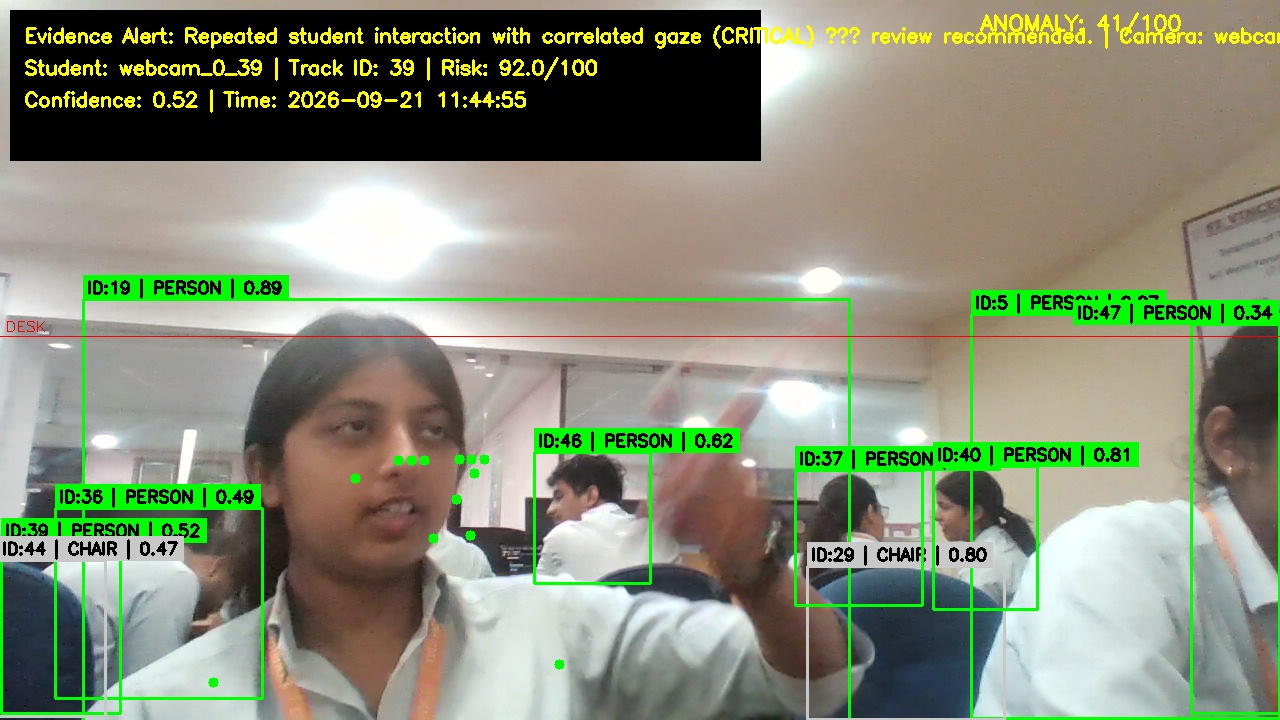 ANOMALY: 41/100
Evidence Alert: Repeated student interaction with correlated gaze (CRITICAL) ??? review recommended. | Camera: webca
Student: webcam_0_39 | Track ID: 39 | Risk: 92.0/100
Confidence: 0.52 | Time: 2026-09-21 11:44:55
ID:19 | PERSON | 0.89
ID:5 | PERSON
ID:47 | PERSON | 0.34
DESK
ID:46 | PERSON | 0.62
ID:37 | PERSON
ID:40 | PERSON | 0.81
ID:36 | PERSON | 0.49
ID:39 | PERSON | 0.52
ID:44 | CHAIR | 0.47
ID:29 | CHAIR | 0.80